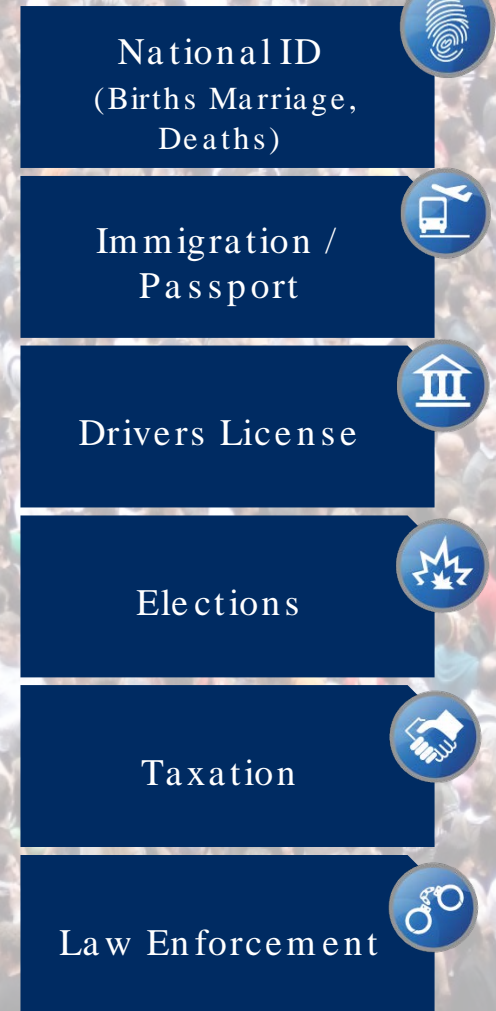 National ID
(Births Marriage,
Deaths)
Immigration /
Passport
Drivers License
Elections
Taxation
Law Enforcement